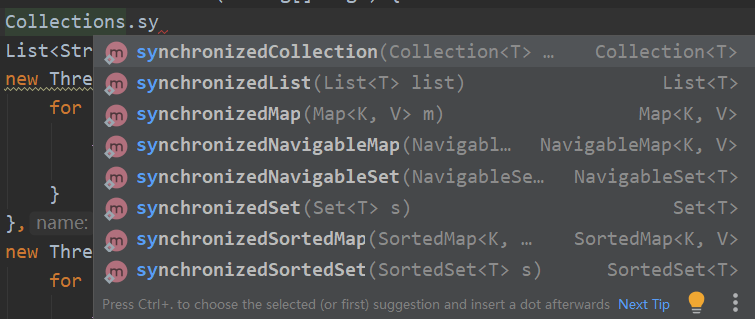 Collections.sy
List<Str
new Thre
for
}
}, name:
new Thre
for
m synchronizedCollection(Collection<T> … Collection<T>
m synchronizedList(List<T> list) List<T>
m synchronizedMap(Map<K, V> m) Map<K, V>
m synchronizedNavigableMap(Navigabl… NavigableMap<K, V>
m synchronizedNavigableSet(NavigableSe… NavigableSet<T>
m synchronizedSet(Set<T> s) Set<T>
m synchronizedSortedMap(SortedMap<K, … SortedMap<K, V>
m synchronizedSortedSet(SortedSet<T> s) SortedSet<T>
Press Ctrl+. to choose the selected (or first) suggestion and insert a dot afterwards Next Tip